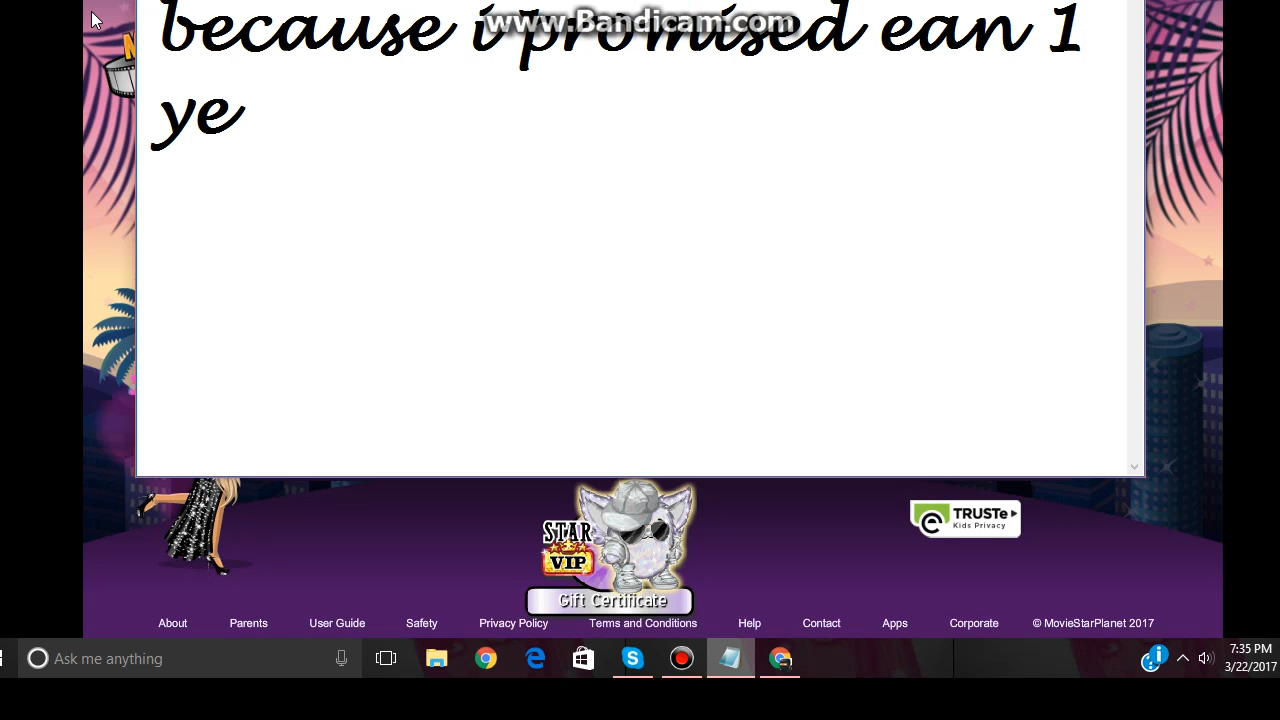 www.Bandicam.com
because i promised ean 1
ye
STAR
VIP
Gift Certificate
TRUSTe
Kids Privacy
About Parents User Guide Safety Privacy Policy Terms and Conditions Help Contact Apps Corporate © MovieStarPlanet 2017
Ask me anything
7:35 PM
3/22/2017